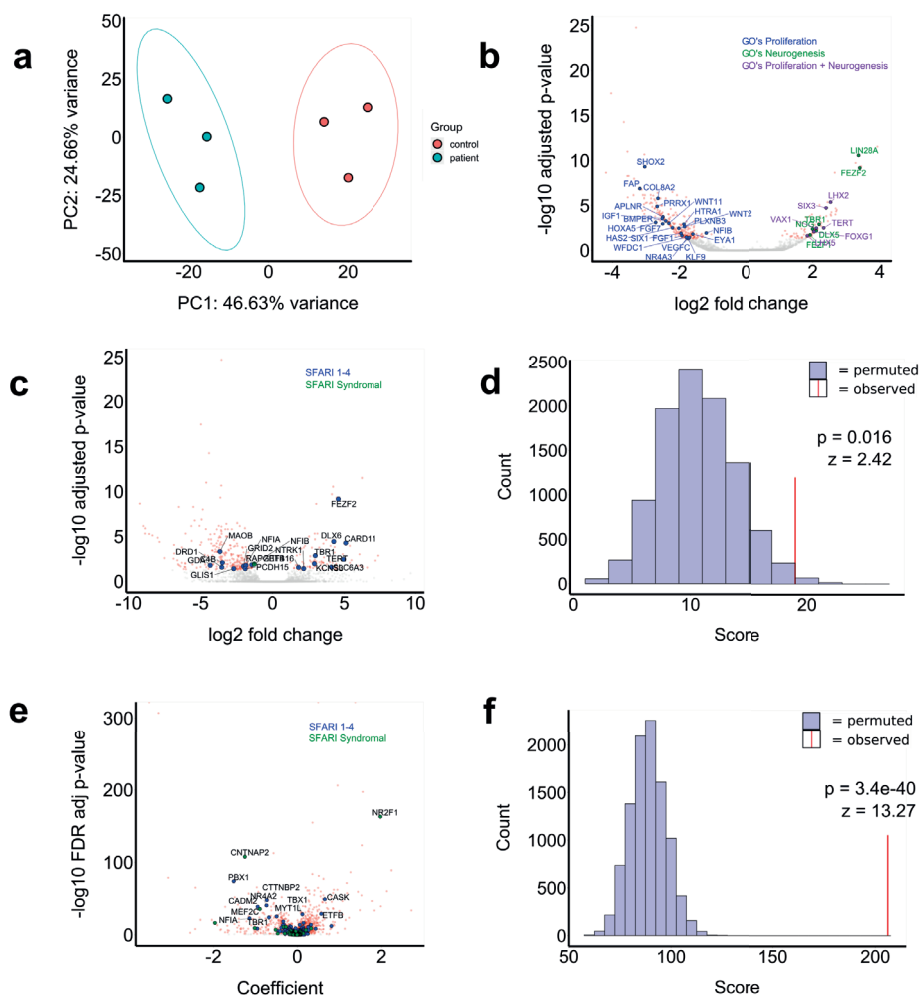 a
50
25
0
-25
-50
PC2: 24.66% variance
-20
0
20
PC1: 46.63% variance
Group
control
patient
b
25
20
15
10
5
0
-log10 adjusted p-value
GO's Proliferation
GO's Neurogenesis
GO's Proliferation + Neurogenesis
LIN28A
SHOX2
FEZF2
FAP
COL8A2
LHX2
SIX3
APLNR
PRRX1
WNT11
IGF1
BMPER
HTRA1
WNT2
VAX1
TBR1
TERT
PLXNB3
NOG
HOXA5
FGF7
NFIB
DLX5
FOXG1
HAS2
SIX1
FGF1
EYA1
LHX5
WFDC1
VEGFC
FEZF1
NR4A3
KLF9
-4
-2
0
2
4
log2 fold change
c
25
20
15
10
5
0
-log10 adjusted p-value
SFARI 1-4
SFARI Syndromal
FEZF2
MAOB
NFIA
NFIB
DLX6
CARD11
DRD1
GRID2
NTRK1
TBR1
C4B
TERT
PCDH15
SLC6A3
GLIS1
-10
-5
0
5
10
log2 fold change
d
2500
2000
1500
1000
500
0
Count
= permuted
= observed
p = 0.016
z = 2.42
0
10
20
Score
e
300
200
100
0
-log10 FDR adj p-value
SFARI 1-4
SFARI Syndromal
NR2F1
CNTNAP2
PBX1
CTTNBP2
NR4A2
CADM2
TBX1
CASK
MEF2C
MYT1L
NFIA
TBR1
ETFB
-2
0
2
Coefficient
f
2000
1500
1000
500
0
Count
= permuted
= observed
p = 3.4e-40
z = 13.27
50
100
150
200
Score